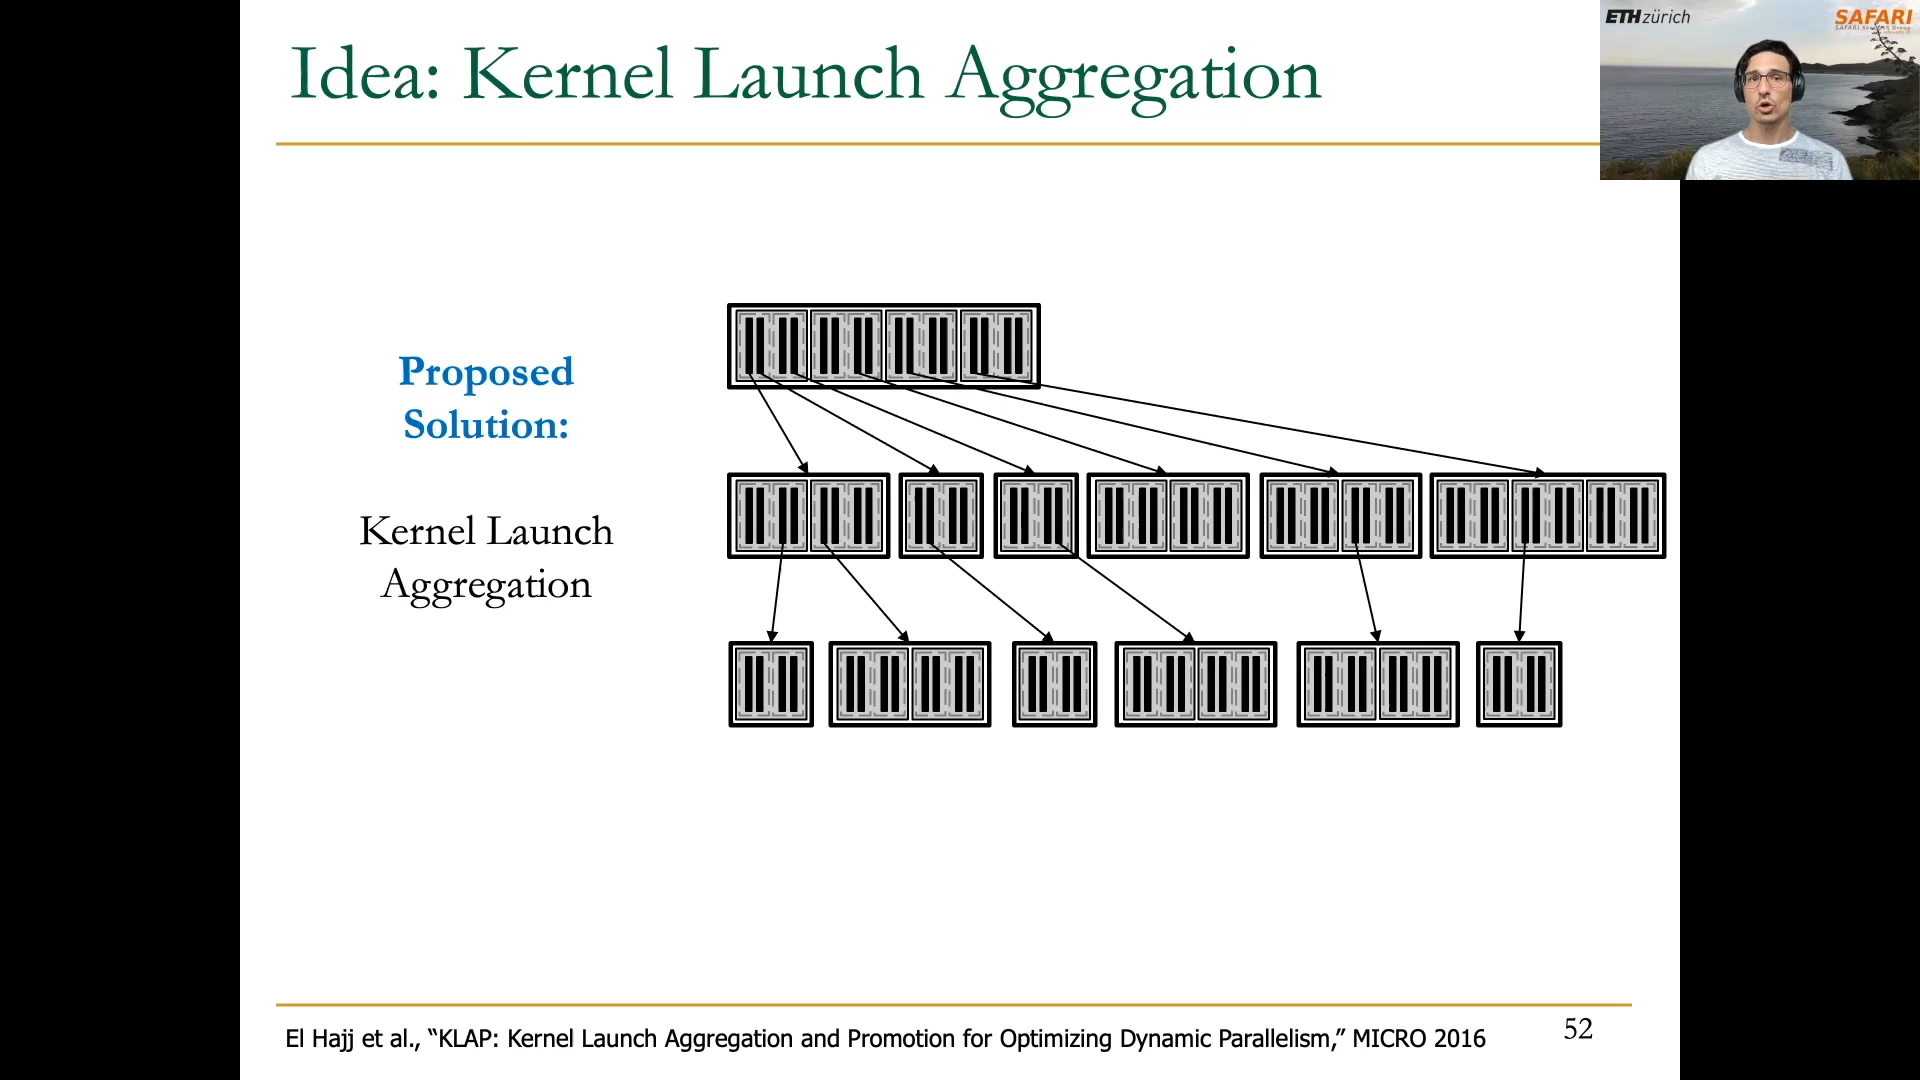 Idea: Kernel Launch Aggregation
ETH zürich
SAFARI
Proposed
Solution:
Kernel Launch
Aggregation
El Hajj et al., “KLAP: Kernel Launch Aggregation and Promotion for Optimizing Dynamic Parallelism,” MICRO 2016
52